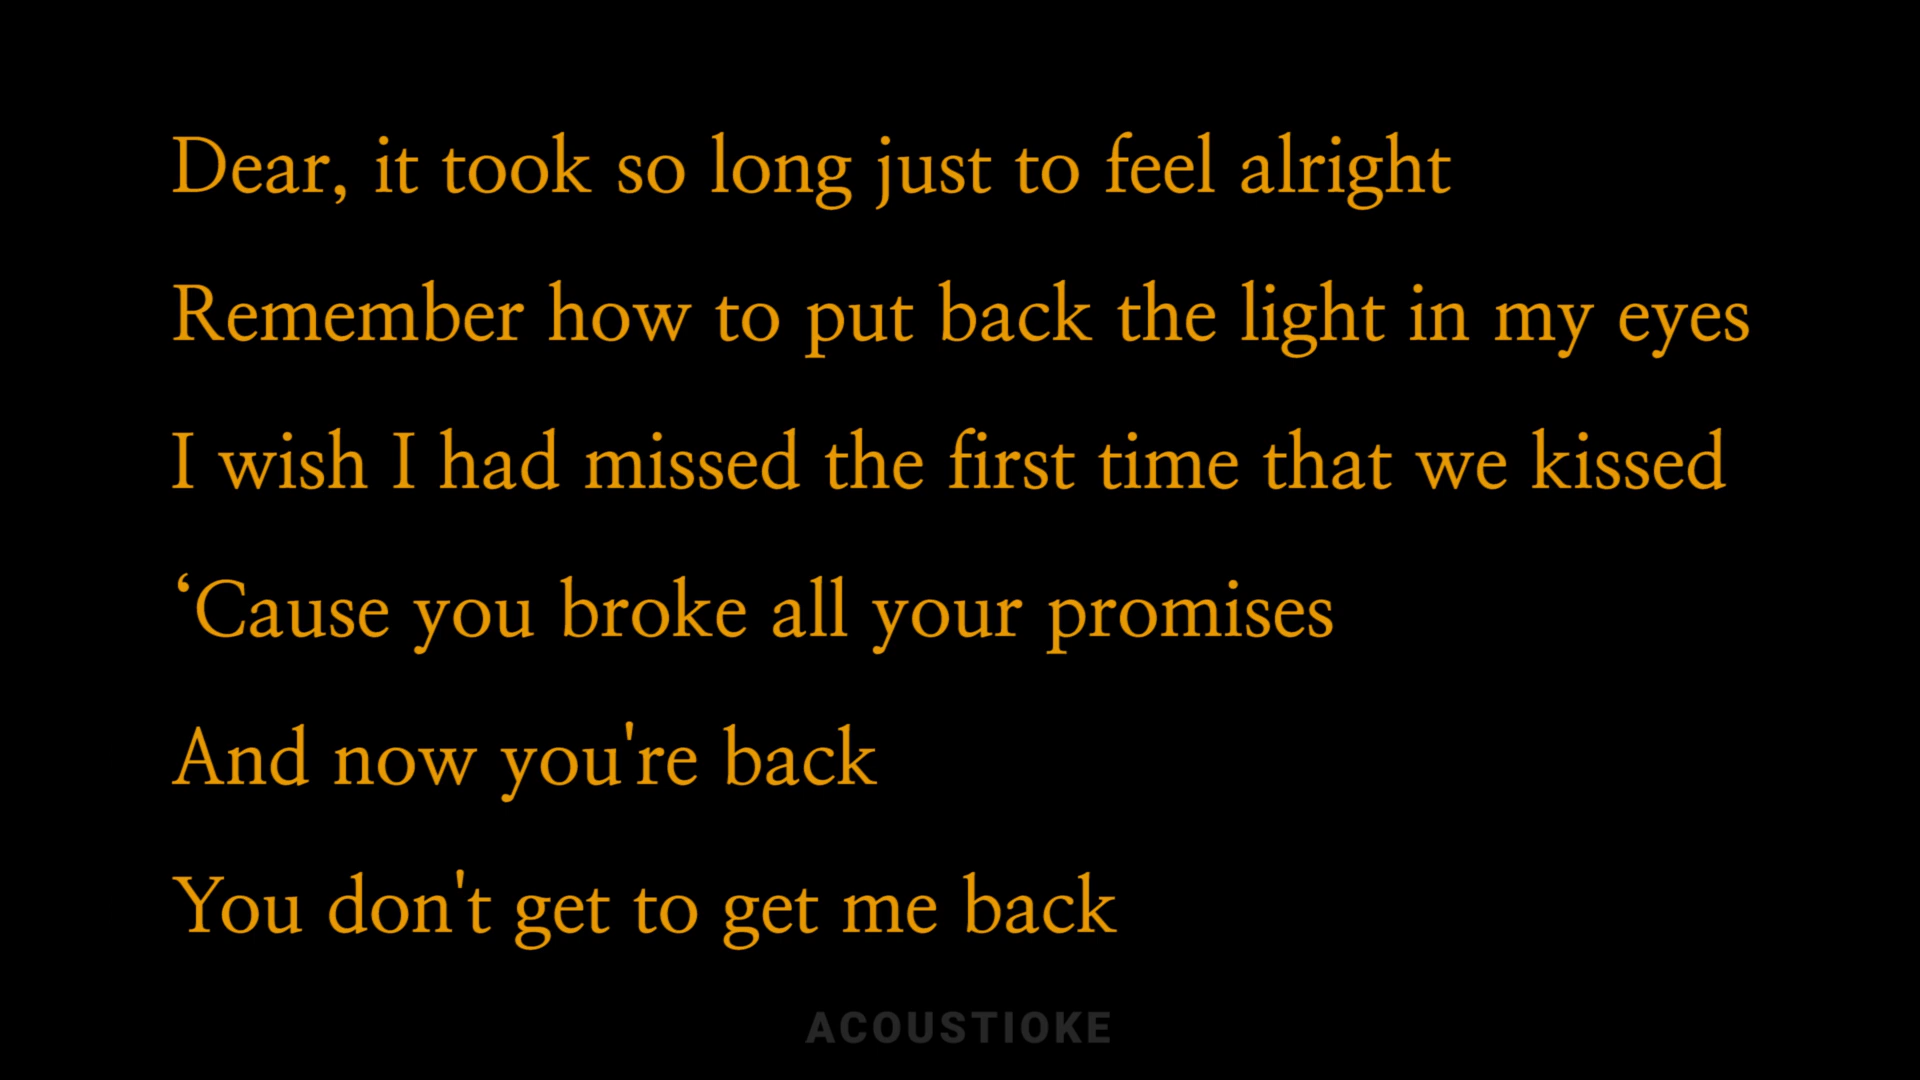 Dear, it took so long just to feel alright
Remember how to put back the light in my eyes
I wish I had missed the first time that we kissed
‘Cause you broke all your promises
And now you're back
You don't get to get me back
ACOUSTIOKE